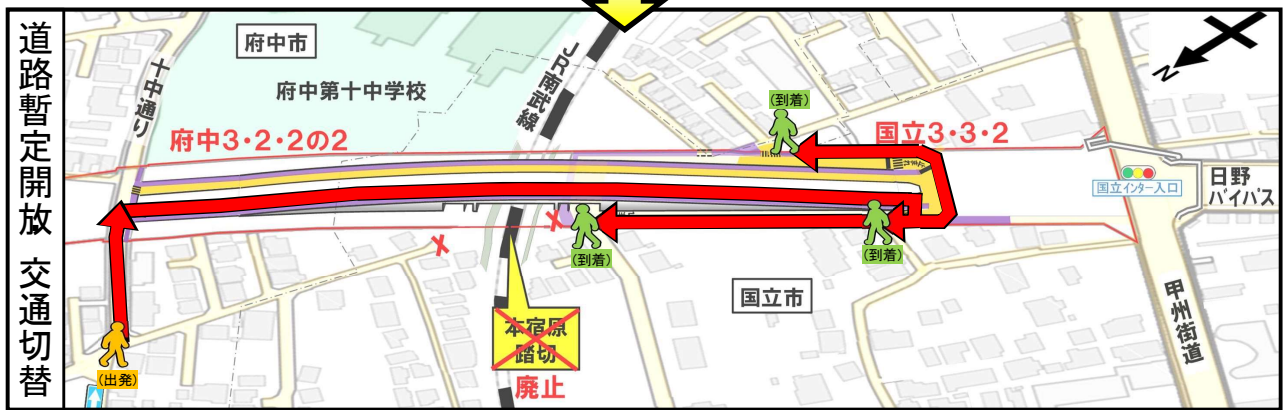 道路暫定開放 交通切替
府中市
十中通り
府中第十中学校
JR南武線
府中3・2・2の2
(到着)
国立3・3・2
N
国立インター入口
日野
バイパス
(到着)
(到着)
国立市
甲州街道
本宿原
踏切
廃止
(出発)